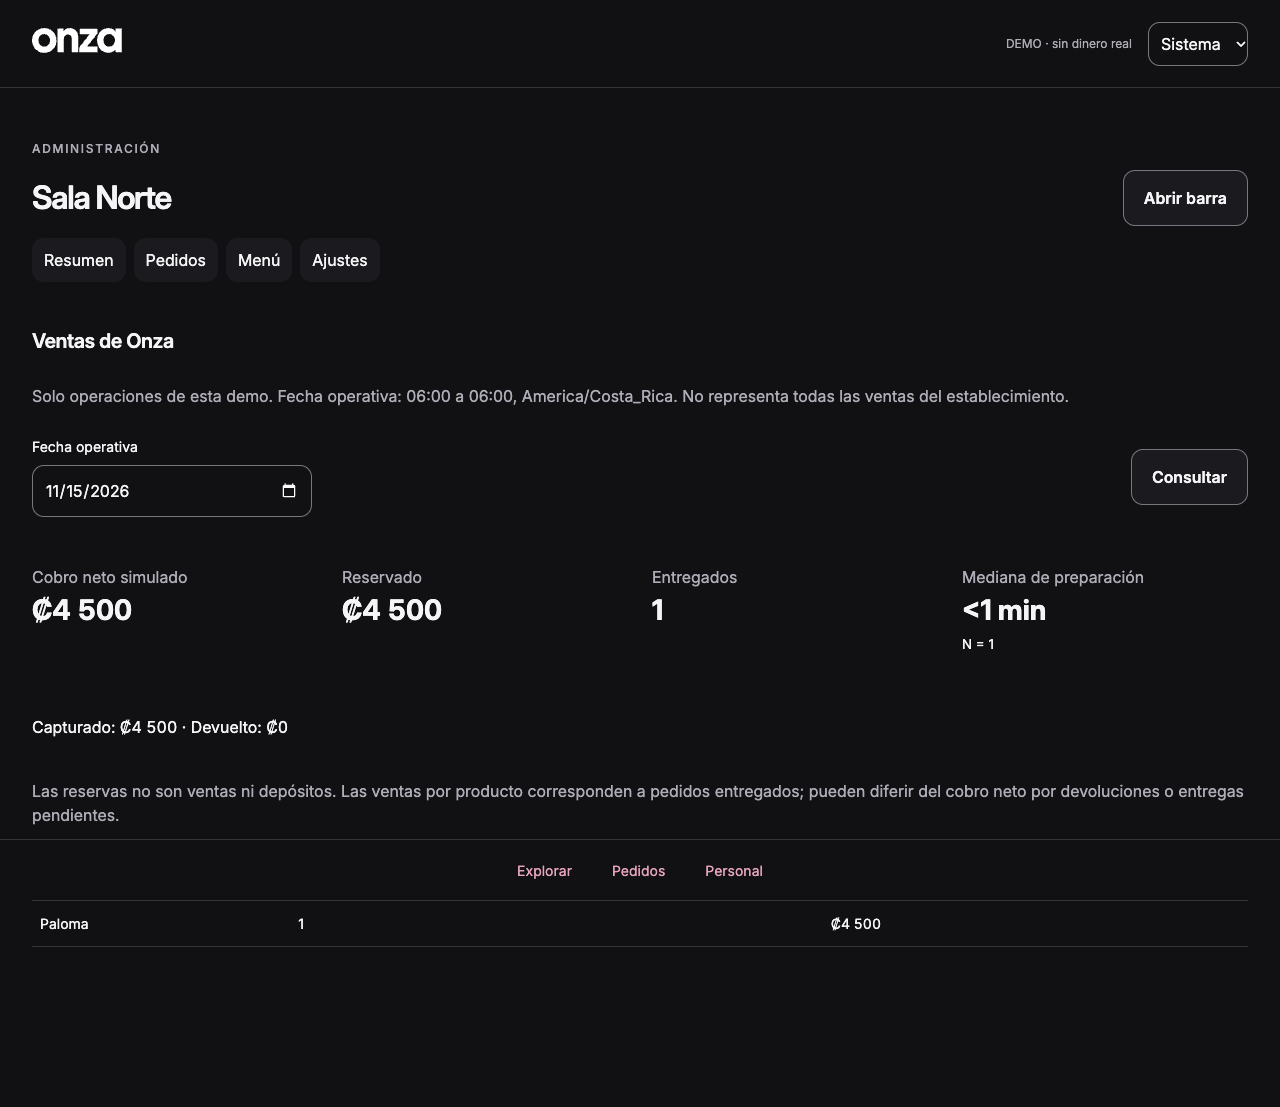 onza
DEMO · sin dinero real
Sistema
ADMINISTRACIÓN
Sala Norte
Abrir barra
Resumen
Pedidos
Menú
Ajustes
Ventas de Onza
Solo operaciones de esta demo. Fecha operativa: 06:00 a 06:00, America/Costa_Rica. No representa todas las ventas del establecimiento.
Fecha operativa
11/15/2026
Consultar
Cobro neto simulado
₡4 500
Reservado
₡4 500
Entregados
1
Mediana de preparación
<1 min
N = 1
Capturado: ₡4 500 · Devuelto: ₡0
Las reservas no son ventas ni depósitos. Las ventas por producto corresponden a pedidos entregados; pueden diferir del cobro neto por devoluciones o entregas
pendientes.
Explorar Pedidos Personal
Paloma 1 ₡4 500